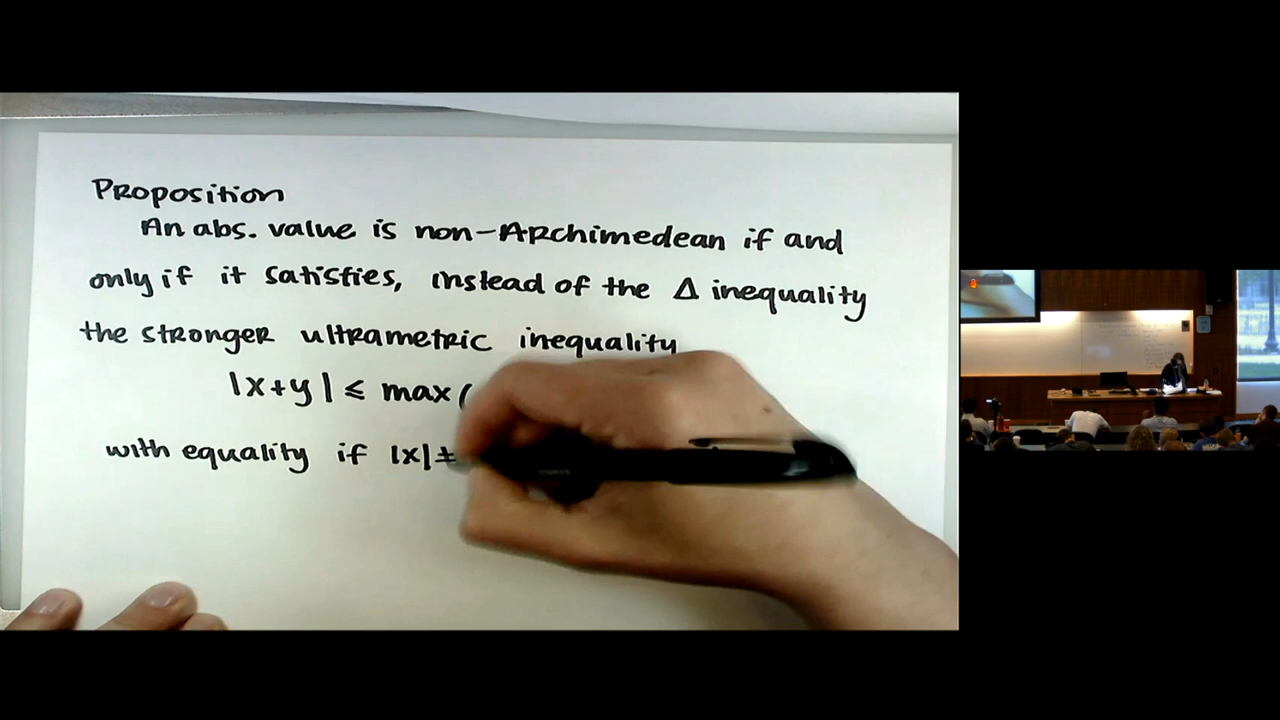 Proposition
An abs. value is non-Archimedean if and
only if it satisfies, instead of the Δ inequality
the stronger ultrametric inequality
|x+y| ≤ max(
with equality if |x| ≠